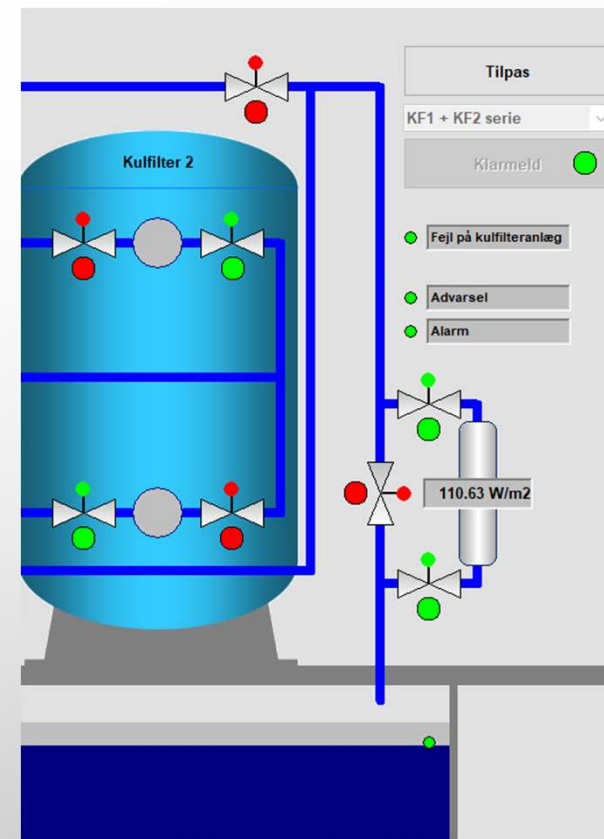 Tilpas
KF1 + KF2 serie
Klarmeld
Kulfilter 2
Fejl på kulfilteranlæg
Advarsel
Alarm
110.63 W/m2